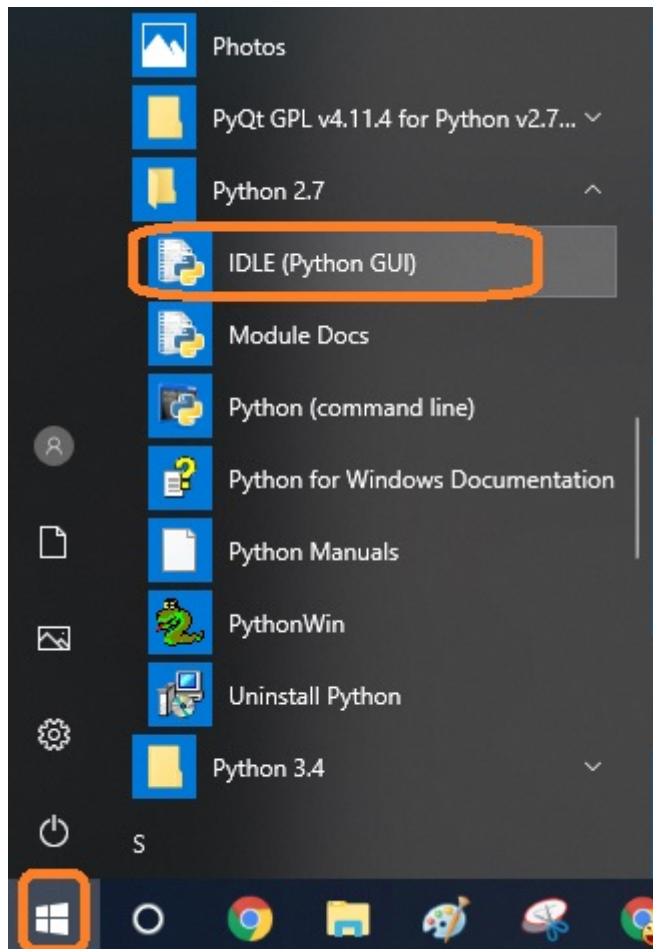 Photos
PyQt GPL v4.11.4 for Python v2.7...
Python 2.7
IDLE (Python GUI)
Module Docs
Python (command line)
Python for Windows Documentation
Python Manuals
PythonWin
Uninstall Python
Python 3.4
S